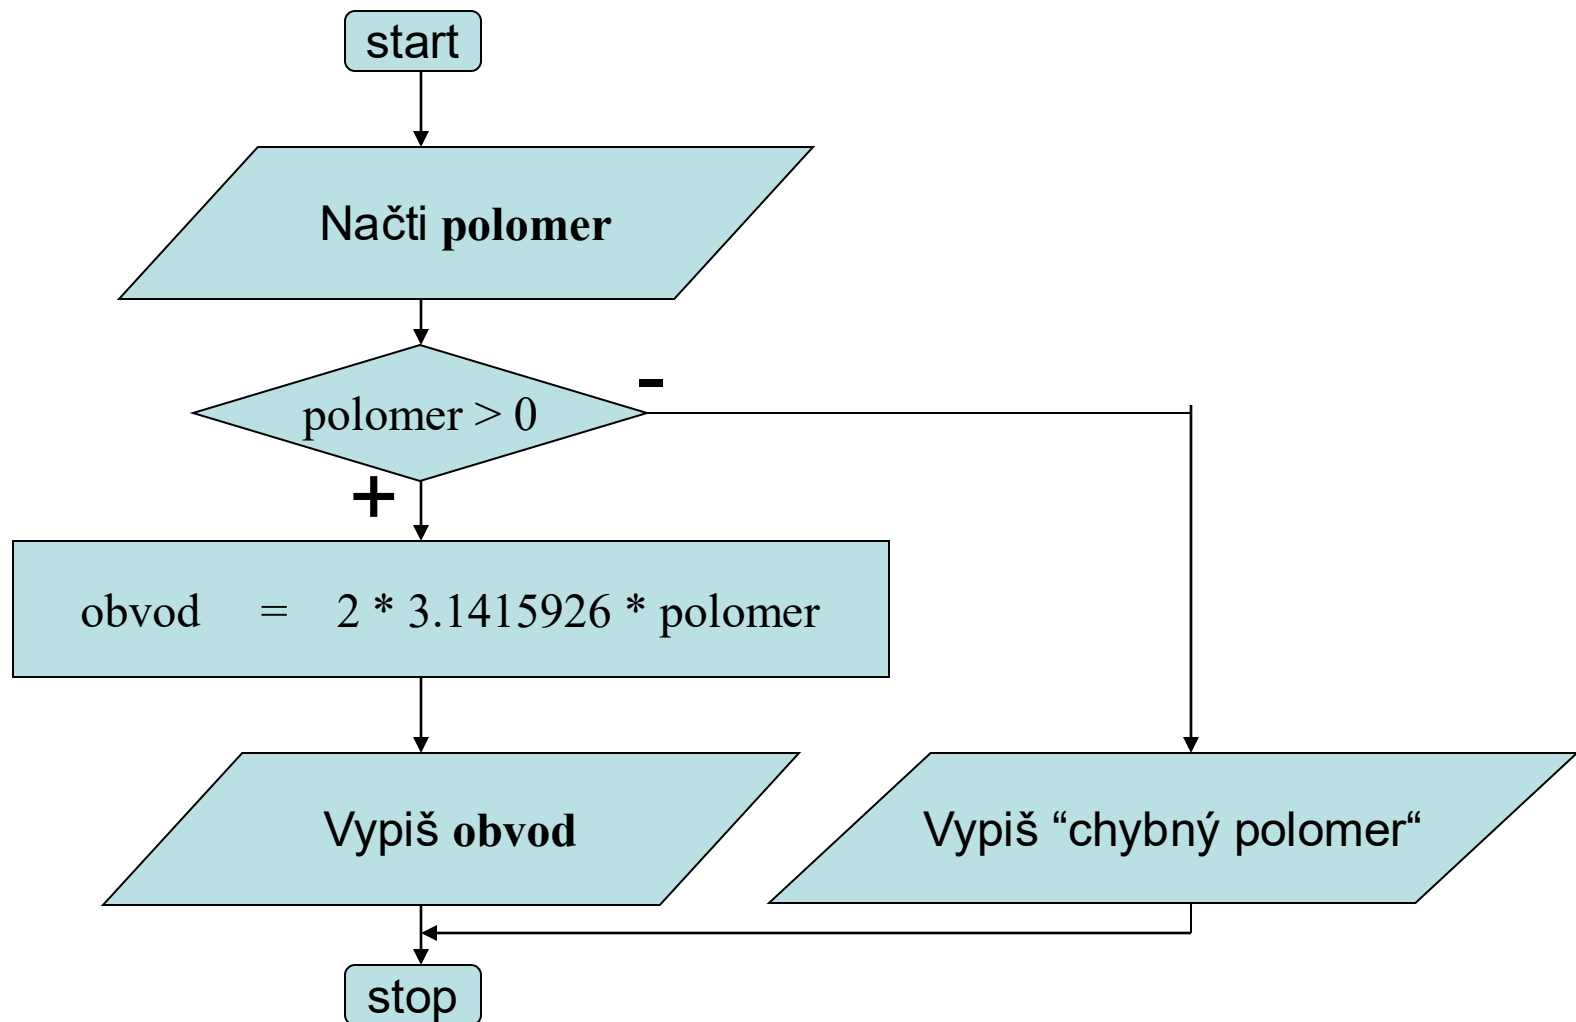 start
Načti polomer
-
polomer > 0
+
obvod = 2 * 3.1415926 * polomer
Vypiš obvod
Vypiš “chybný polomer“
stop